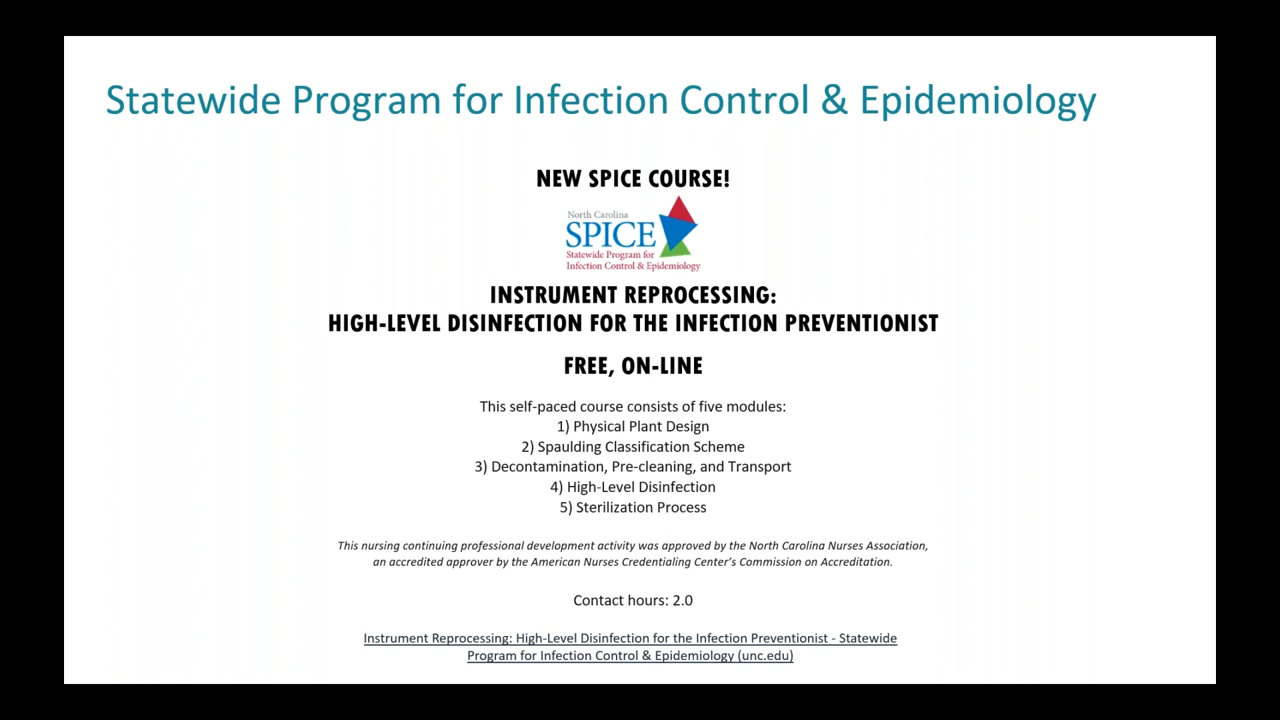 Statewide Program for Infection Control & Epidemiology
NEW SPICE COURSE!
North Carolina
SPICE
Statewide Program for
Infection Control & Epidemiology
INSTRUMENT REPROCESSING:
HIGH-LEVEL DISINFECTION FOR THE INFECTION PREVENTIONIST
FREE, ON-LINE
This self-paced course consists of five modules:
1) Physical Plant Design
2) Spaulding Classification Scheme
3) Decontamination, Pre-cleaning, and Transport
4) High-Level Disinfection
5) Sterilization Process
This nursing continuing professional development activity was approved by the North Carolina Nurses Association,
an accredited approver by the American Nurses Credentialing Center's Commission on Accreditation.
Contact hours: 2.0
Instrument Reprocessing: High-Level Disinfection for the Infection Preventionist - Statewide
Program for Infection Control & Epidemiology (unc.edu)